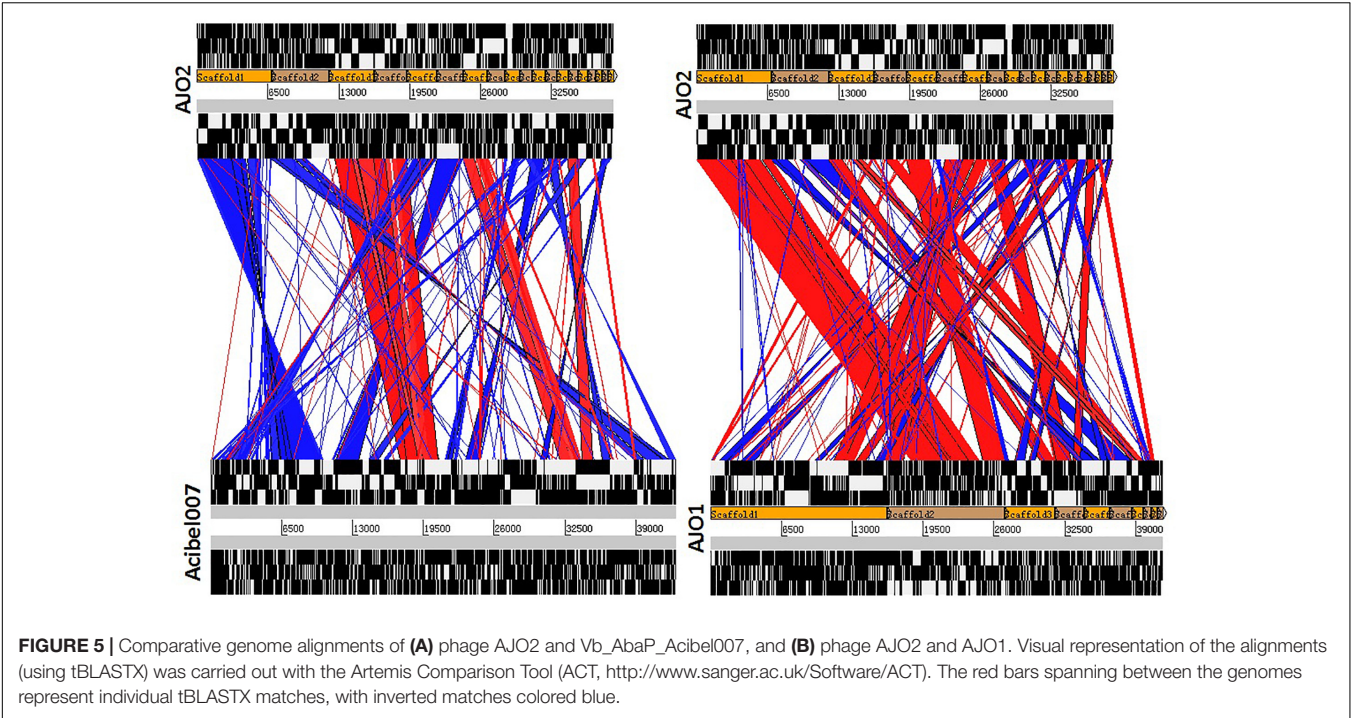 AJO2
Scaffold1 Scaffold2
6500 13000 19500 26000 32500
Acibel007
6500 13000 19500 26000 32500 39000
AJO2
Scaffold1 Scaffold2
6500 13000 19500 26000 32500
AJO1
Scaffold1 Scaffold2 Scaffold3
6500 13000 19500 26000 32500 39000
FIGURE 5 | Comparative genome alignments of (A) phage AJO2 and Vb_AbaP_Acibel007, and (B) phage AJO2 and AJO1. Visual representation of the alignments
(using tBLASTX) was carried out with the Artemis Comparison Tool (ACT, http://www.sanger.ac.uk/Software/ACT). The red bars spanning between the genomes
represent individual tBLASTX matches, with inverted matches colored blue.